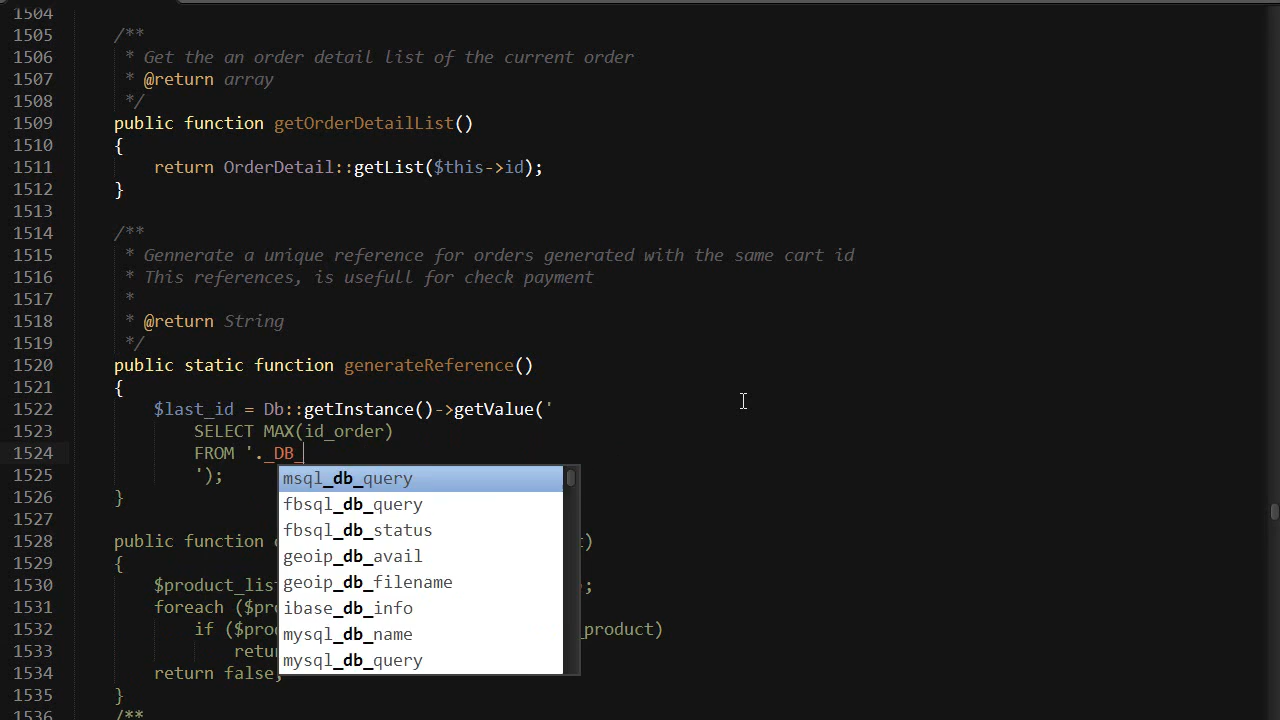 1504
1505 /**
1506 * Get the an order detail list of the current order
1507 * @return array
1508 */
1509 public function getOrderDetailList()
1510 {
1511 return OrderDetail::getList($this->id);
1512 }
1513
1514 /**
1515 * Gennerate a unique reference for orders generated with the same cart id
1516 * This references, is usefull for check payment
1517 *
1518 * @return String
1519 */
1520 public static function generateReference()
1521 {
1522 $last_id = Db::getInstance()->getValue('
1523 SELECT MAX(id_order)
1524 FROM '._DB_
1525 ');
1526 }
1527
1528 public function
1529 {
1530 $product_list ;
1531 foreach ($pro
1532 if ($prod _product)
1533 retur
1534 return false;
1535 }
1536 /**
msql_db_query
fbsql_db_query
fbsql_db_status
geoip_db_avail
geoip_db_filename
ibase_db_info
mysql_db_name
mysql_db_query